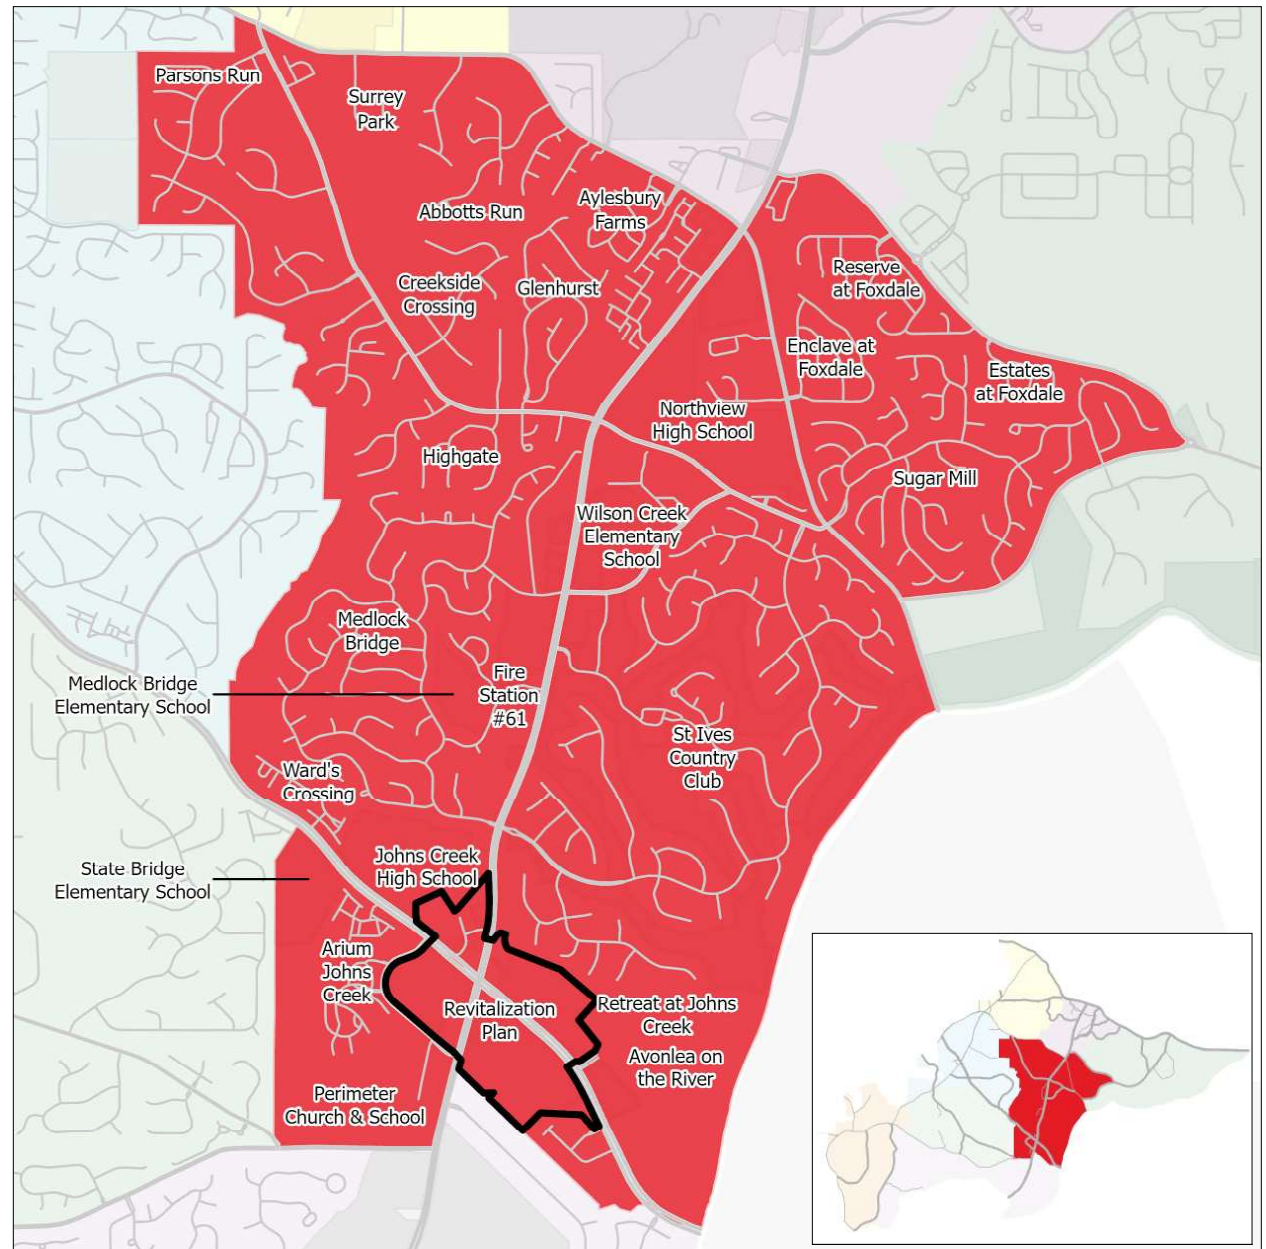 Parsons Run
Surrey
Park
Abbotts Run
Aylesbury
Farms
Creekside
Crossing
Glenhurst
Reserve
at Foxdale
Enclave at
Foxdale
Estates
at Foxdale
Northview
High School
Highgate
Sugar Mill
Wilson Creek
Elementary
School
Medlock
Bridge
Medlock Bridge
Elementary School
Fire
Station
#61
St Ives
Country
Club
Ward's
Crossing
Johns Creek
High School
State Bridge
Elementary School
Arium
Johns
Creek
Revitalization
Plan
Retreat at Johns
Creek
Avonlea on
the River
Perimeter
Church & School